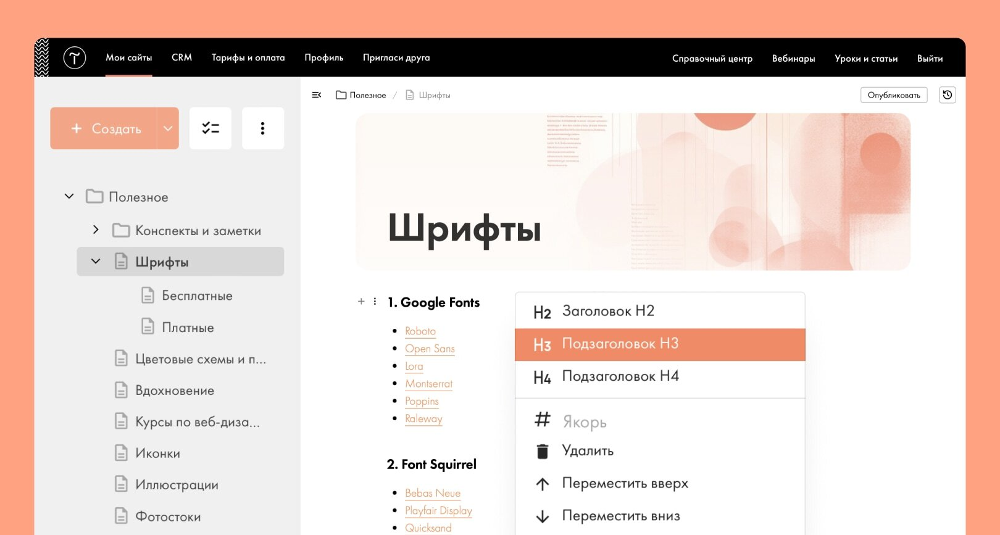 Мои сайты
CRM
Тарифы и оплата
Профиль
Пригласи друга
Справочный центр
Вебинары
Уроки и статьи
Выйти
+ Создать
Полезное
Конспекты и заметки
Шрифты
Бесплатные
Платные
Цветовые схемы и п...
Вдохновение
Курсы по веб-диза...
Иконки
Иллюстрации
Фотостоки
Полезное / Шрифты
Опубликовать
Шрифты
1. Google Fonts
Roboto
Open Sans
Lora
Montserrat
Poppins
Raleway
2. Font Squirrel
Bebas Neue
Playfair Display
Quicksand
H2 Заголовок H2
H3 Подзаголовок H3
H4 Подзаголовок H4
# Якорь
Удалить
Переместить вверх
Переместить вниз